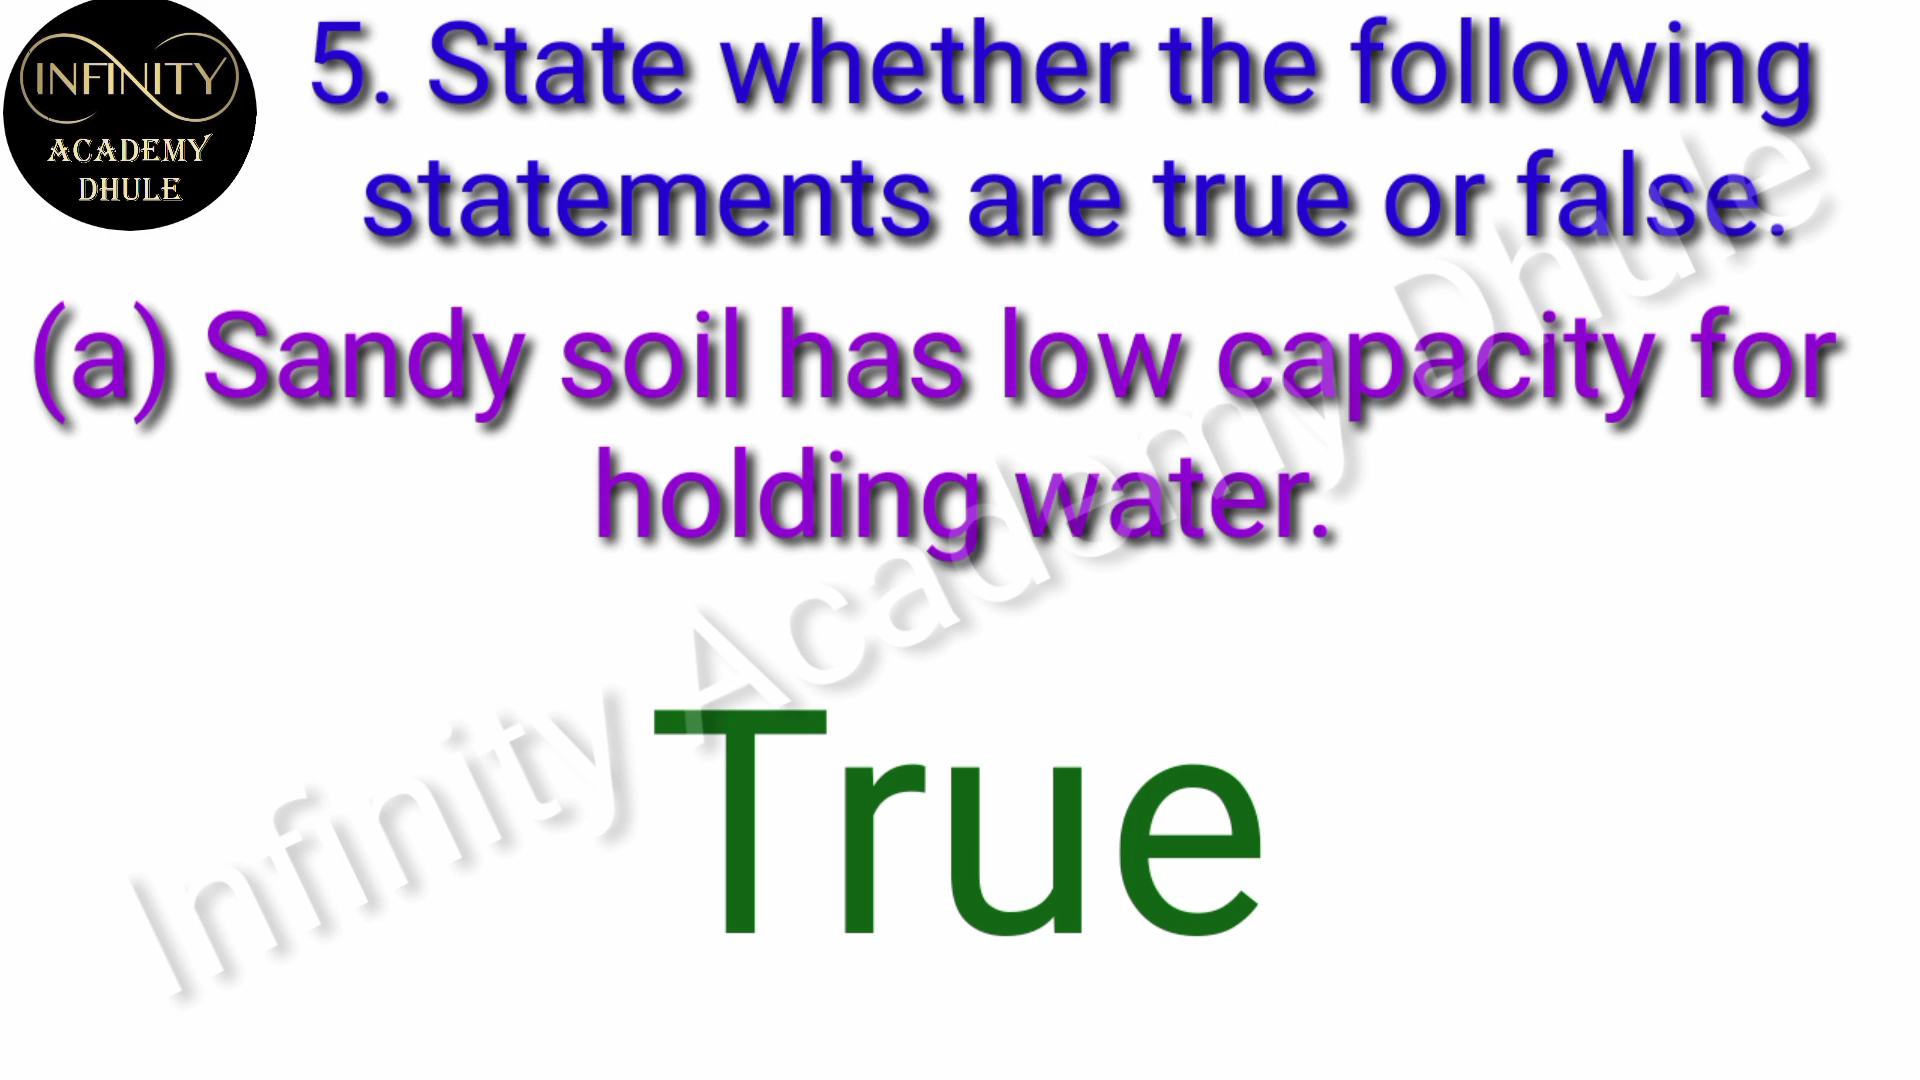 INFINITY
ACADEMY
DHULE
5. State whether the following
statements are true or false.
(a) Sandy soil has low capacity for
holding water.
True
Infinity Academy Dhule